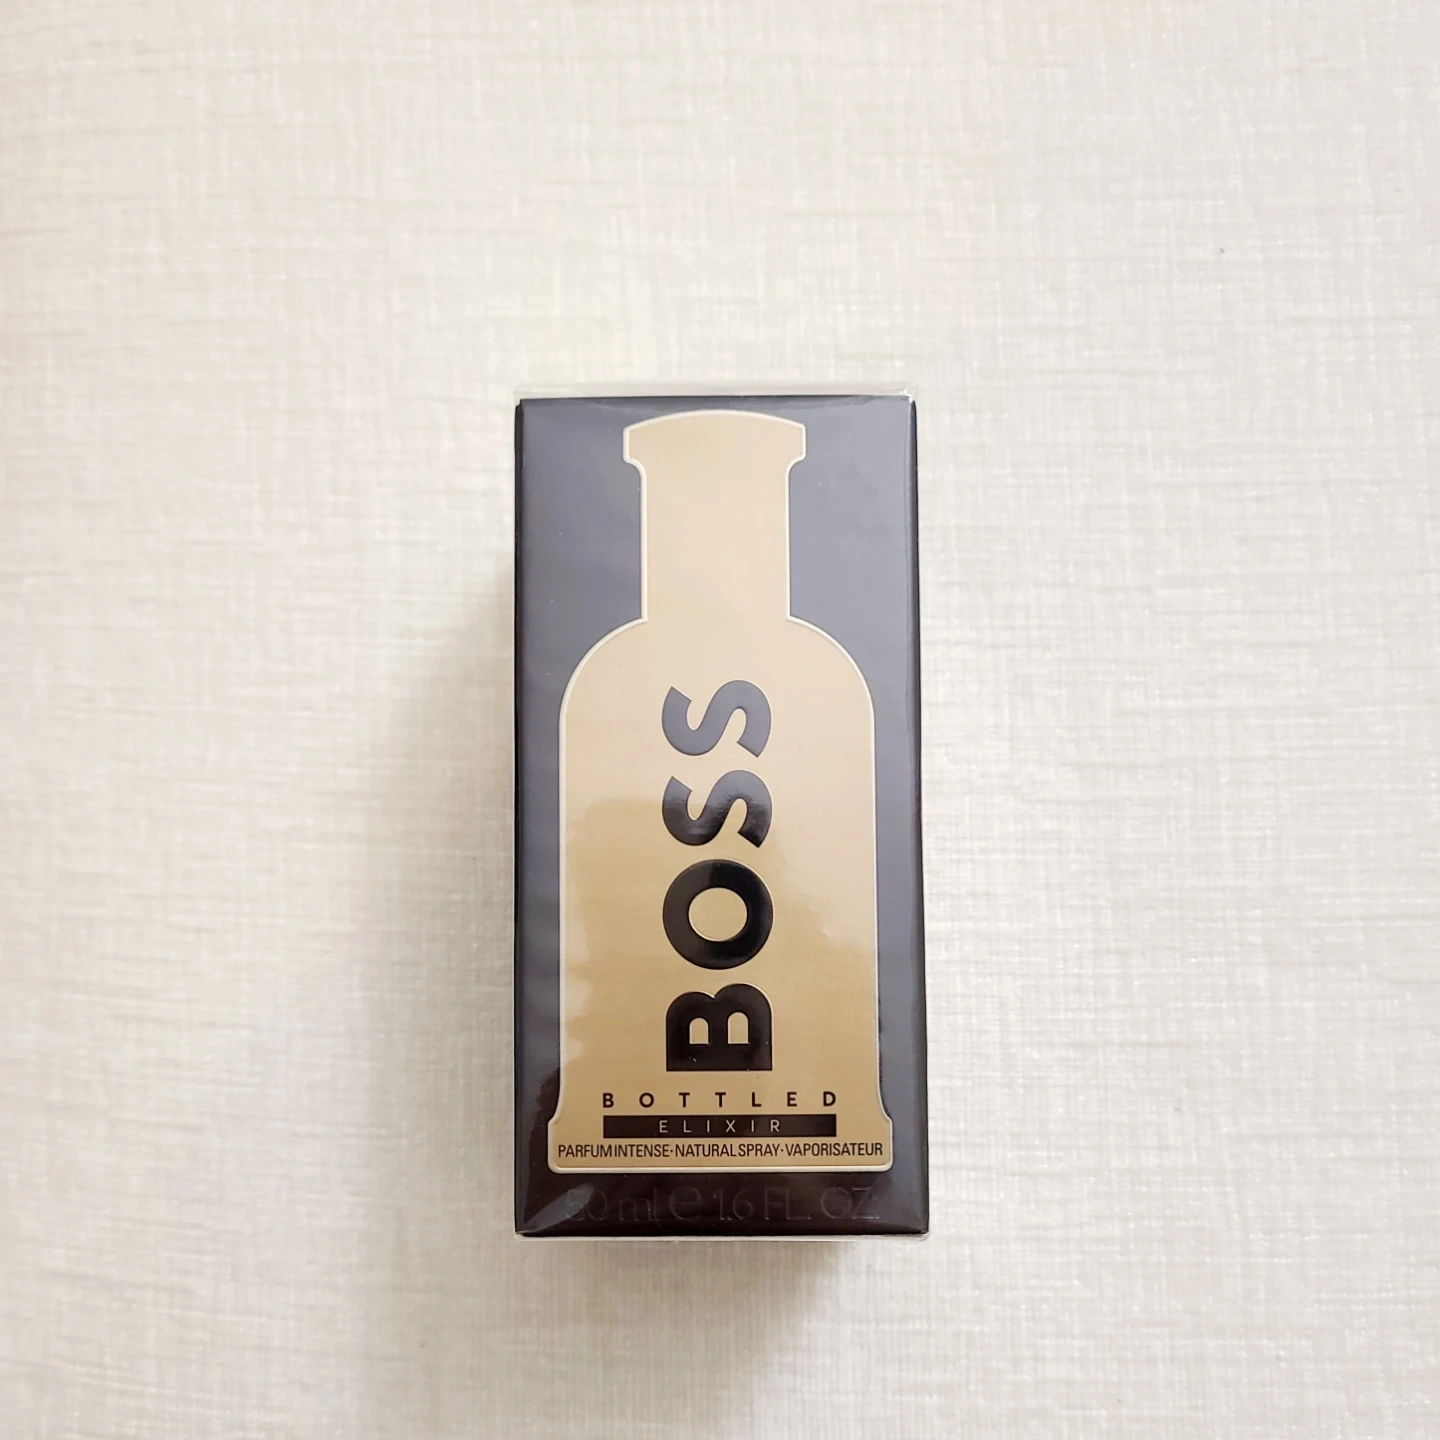 BOSS
BOTTLED
ELIXIR
PARFUM INTENSE·NATURAL SPRAY·VAPORISATEUR
50 ml ℮ 1.6 FL. OZ.